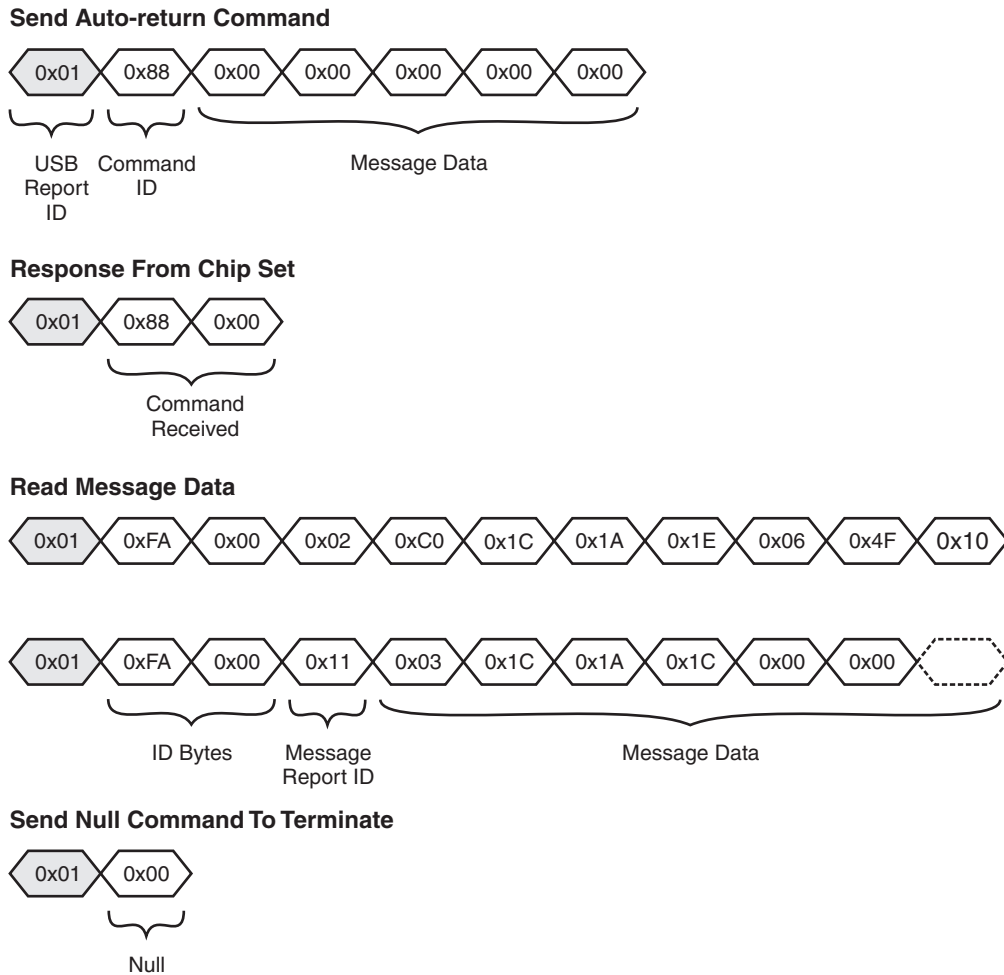 Send Auto-return Command
0x01 0x88 0x00 0x00 0x00 0x00 0x00
USB Command Message Data
Report ID
ID
Response From Chip Set
0x01 0x88 0x00
Command
Received
Read Message Data
0x01 0xFA 0x00 0x02 0xC0 0x1C 0x1A 0x1E 0x06 0x4F 0x10
0x01 0xFA 0x00 0x11 0x03 0x1C 0x1A 0x1C 0x00 0x00
ID Bytes Message Message Data
Report ID
Send Null Command To Terminate
0x01 0x00
Null